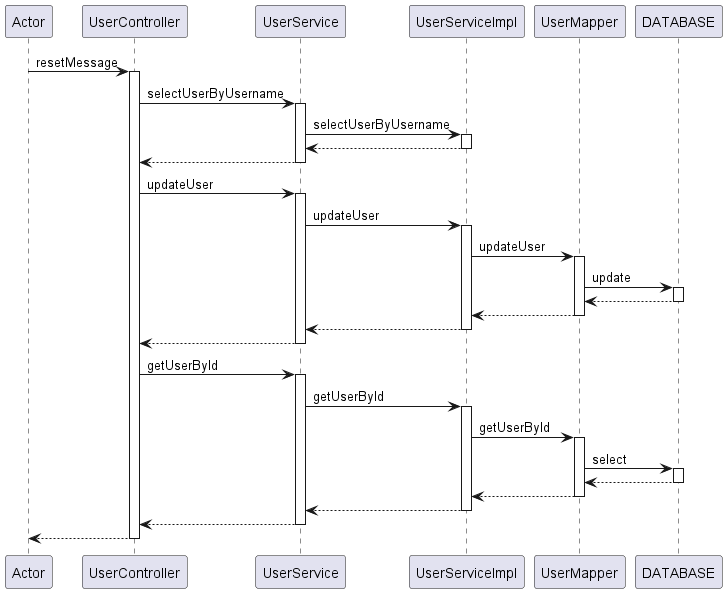 Actor UserController UserService UserServiceImpl UserMapper DATABASE
resetMessage
selectUserByUsername
selectUserByUsername
updateUser
updateUser
updateUser
update
getUserById
getUserById
getUserById
select
Actor UserController UserService UserServiceImpl UserMapper DATABASE